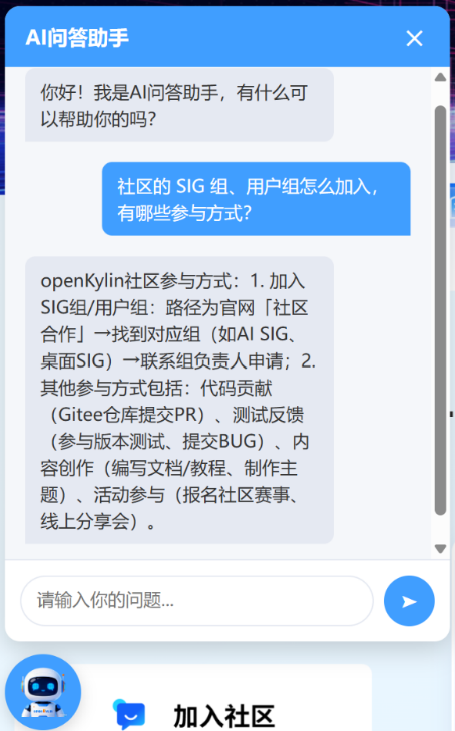 AI问答助手
你好！我是AI问答助手，有什么可
以帮助你的吗？
社区的 SIG 组、用户组怎么加入，
有哪些参与方式？
openKylin社区参与方式：1. 加入
SIG组/用户组：路径为官网「社区
合作」→找到对应组（如AI SIG、
桌面SIG）→联系组负责人申请；2.
其他参与方式包括：代码贡献
（Gitee仓库提交PR）、测试反馈
（参与版本测试、提交BUG）、内
容创作（编写文档/教程、制作主
题）、活动参与（报名社区赛事、
线上分享会）。
请输入你的问题...
加入社区